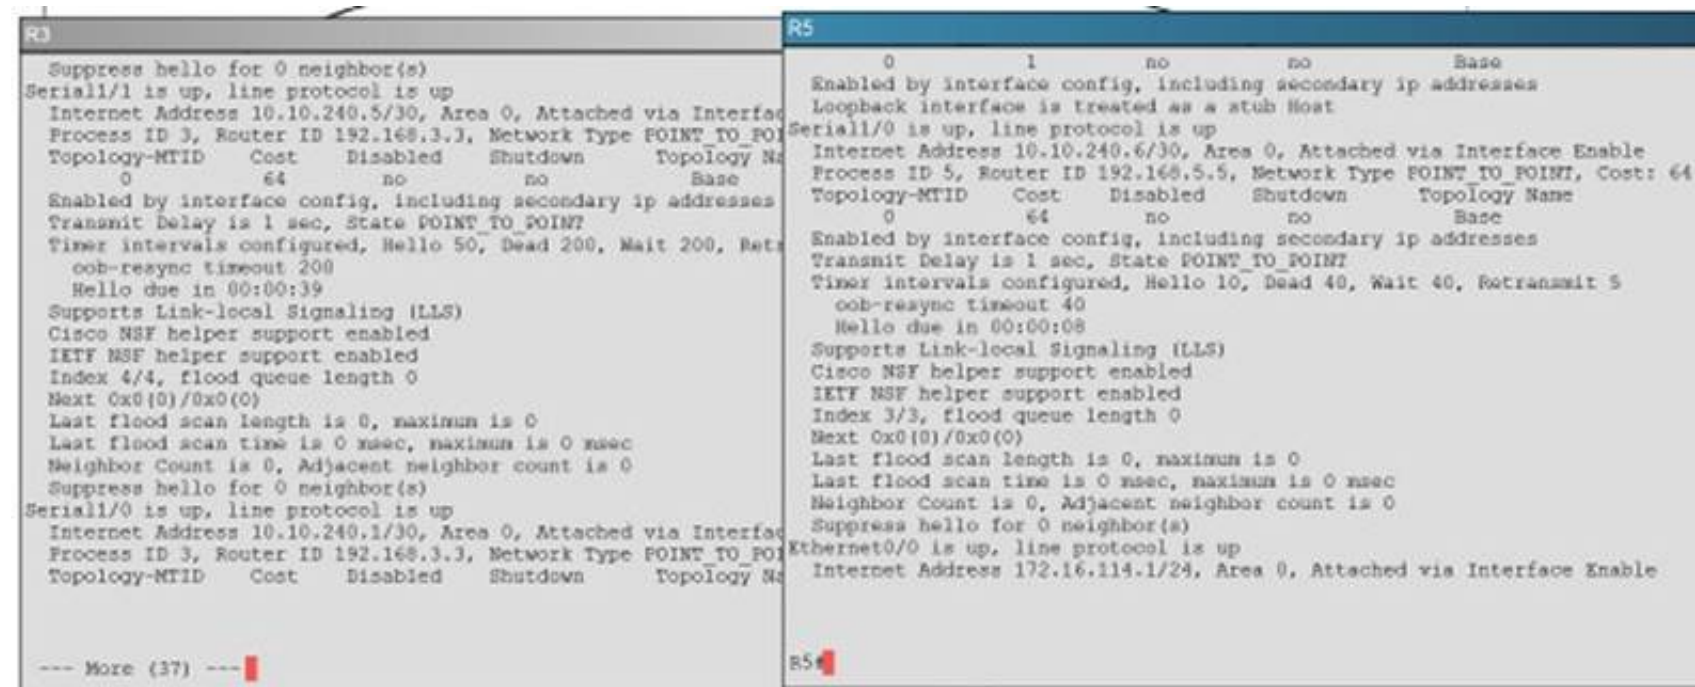 R3
Suppress hello for 0 neighbor(s)
Serial1/1 is up, line protocol is up
Internet Address 10.10.240.5/30, Area 0, Attached via Interfac
Process ID 3, Router ID 192.168.3.3, Network Type POINT_TO_POI
Topology-MTID Cost Disabled Shutdown Topology Na
0 64 no no Base
Enabled by interface config, including secondary ip addresses
Transmit Delay is 1 sec, State POINT_TO_POINT
Timer intervals configured, Hello 50, Dead 200, Wait 200, Retr
oob-resync timeout 200
Hello due in 00:00:39
Supports Link-local Signaling (LLS)
Cisco NSF helper support enabled
IETF NSF helper support enabled
Index 4/4, flood queue length 0
Next 0x0(0)/0x0(0)
Last flood scan length is 0, maximum is 0
Last flood scan time is 0 msec, maximum is 0 msec
Neighbor Count is 0, Adjacent neighbor count is 0
Suppress hello for 0 neighbor(s)
Serial1/0 is up, line protocol is up
Internet Address 10.10.240.1/30, Area 0, Attached via Interfac
Process ID 3, Router ID 192.168.3.3, Network Type POINT_TO_POI
Topology-MTID Cost Disabled Shutdown Topology Na
--- More (37) ---
R5
0 1 no no Base
Enabled by interface config, including secondary ip addresses
Loopback interface is treated as a stub Host
Serial1/0 is up, line protocol is up
Internet Address 10.10.240.6/30, Area 0, Attached via Interface Enable
Process ID 5, Router ID 192.168.5.5, Network Type POINT_TO_POINT, Cost: 64
Topology-MTID Cost Disabled Shutdown Topology Name
0 64 no no Base
Enabled by interface config, including secondary ip addresses
Transmit Delay is 1 sec, State POINT_TO_POINT
Timer intervals configured, Hello 10, Dead 40, Wait 40, Retransmit 5
oob-resync timeout 40
Hello due in 00:00:08
Supports Link-local Signaling (LLS)
Cisco NSF helper support enabled
IETF NSF helper support enabled
Index 3/3, flood queue length 0
Next 0x0(0)/0x0(0)
Last flood scan length is 0, maximum is 0
Last flood scan time is 0 msec, maximum is 0 msec
Neighbor Count is 0, Adjacent neighbor count is 0
Suppress hello for 0 neighbor(s)
Ethernet0/0 is up, line protocol is up
Internet Address 172.16.114.1/24, Area 0, Attached via Interface Enable
R5#